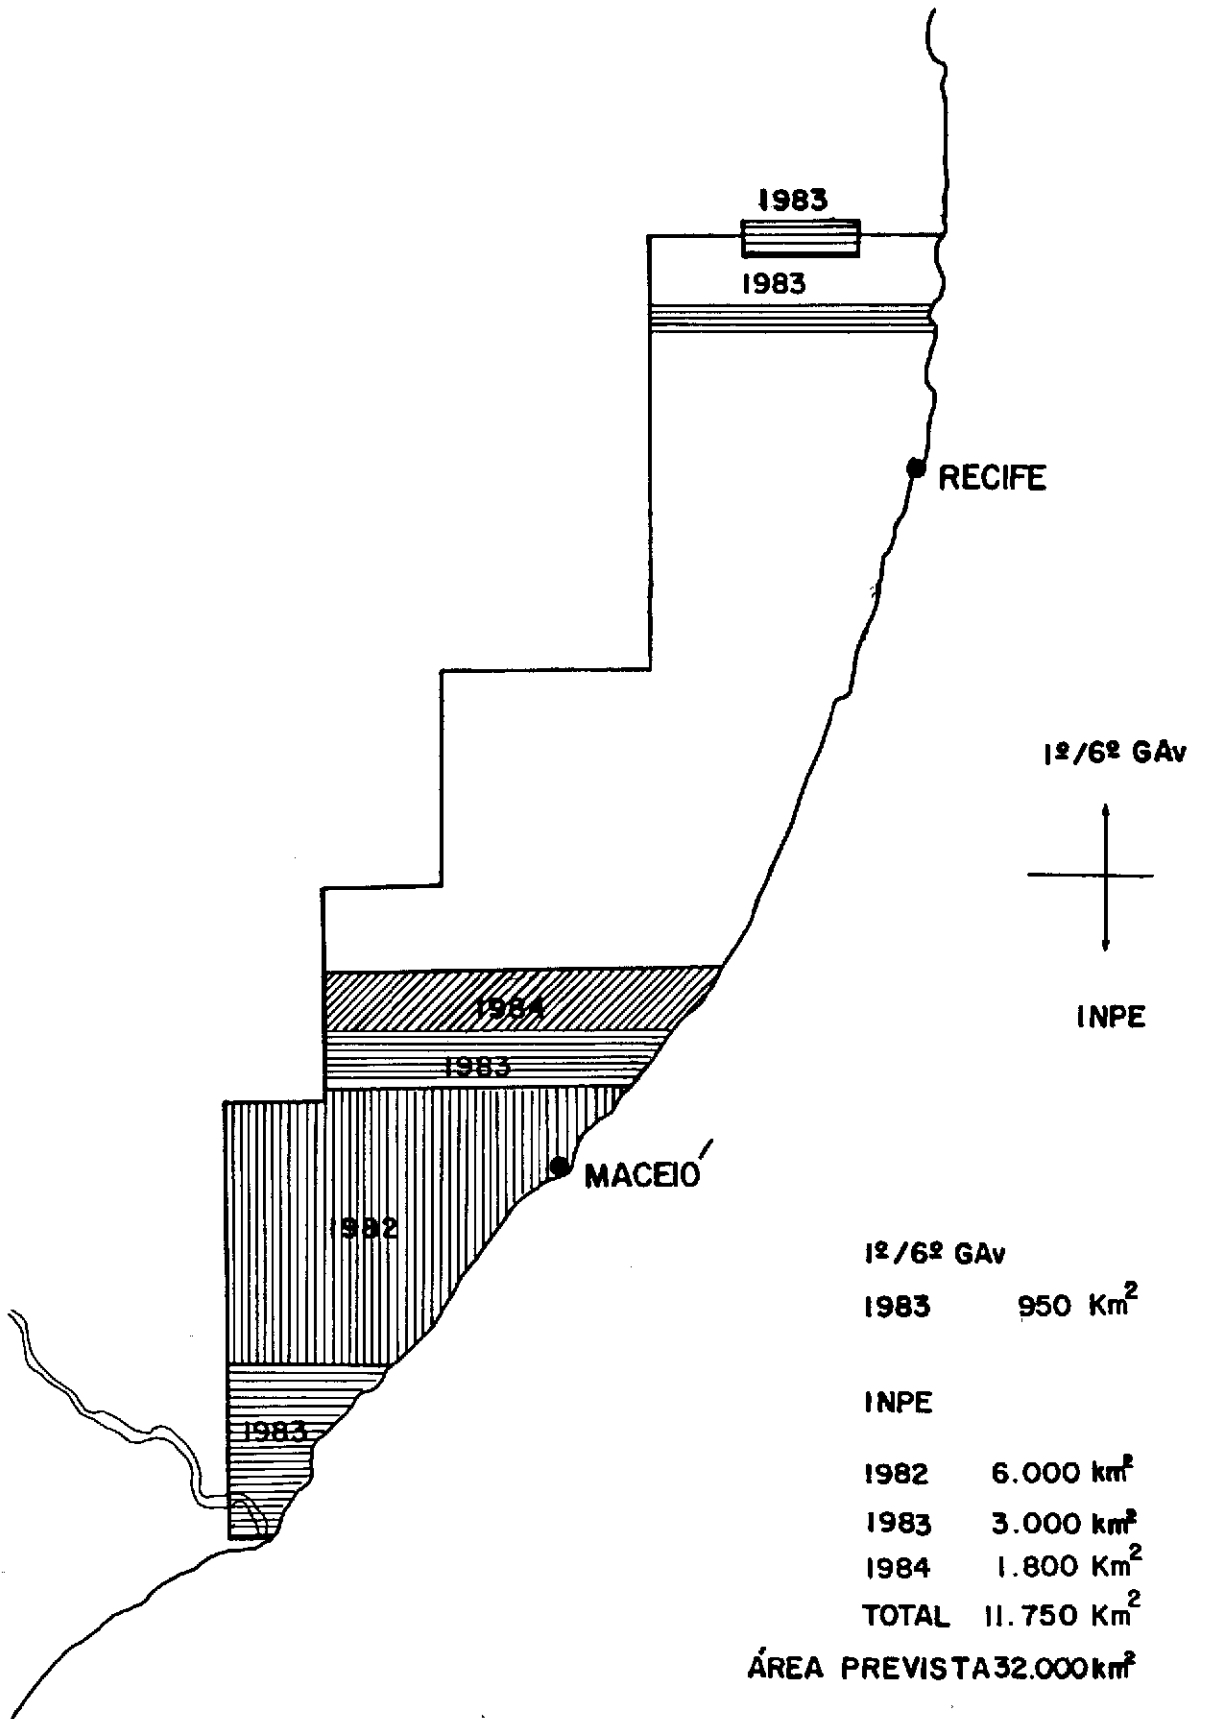 1983
1983
RECIFE
1º/6º GAv
INPE
1984
1983
MACEIÓ
1982
1983
1º/6º GAv
1983 950 Km²
INPE
1982 6.000 km²
1983 3.000 km²
1984 1.800 Km²
TOTAL 11.750 Km²
ÁREA PREVISTA 32.000 km²